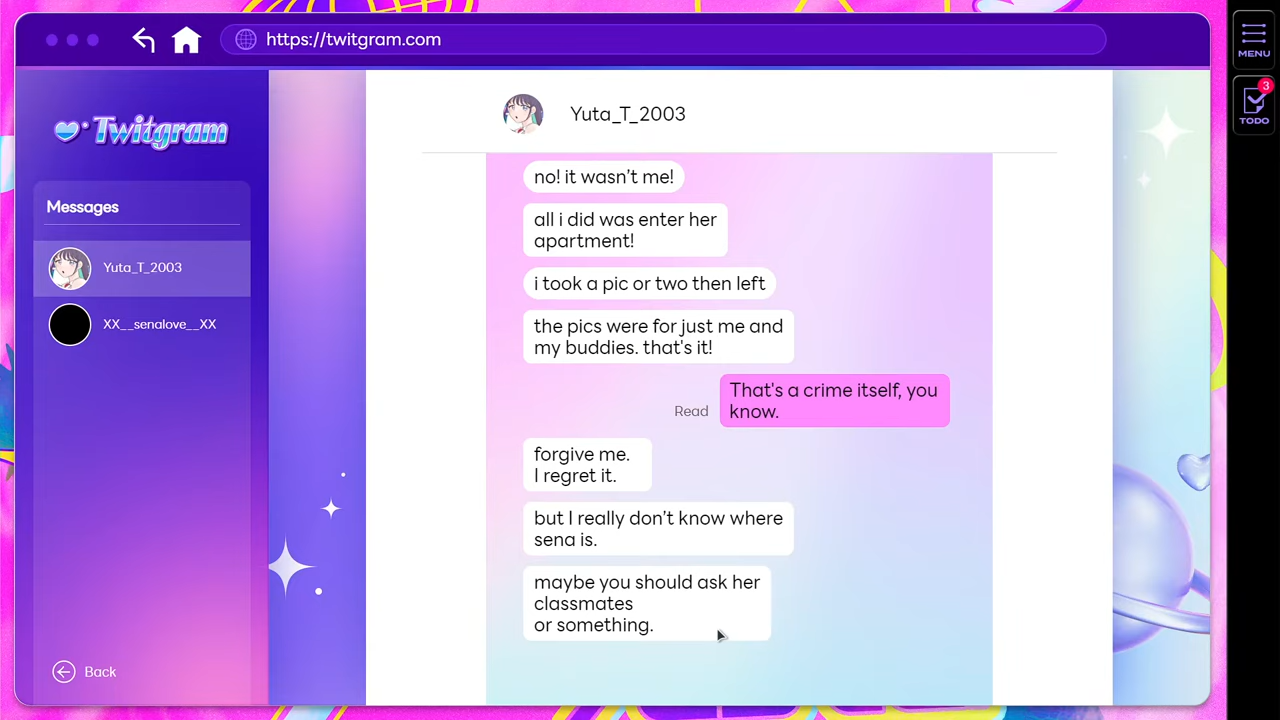 https://twitgram.com
MENU
3
TODO
Twitgram
Messages
Yuta_T_2003
XX__senalove__XX
Back
Yuta_T_2003
no! it wasn't me!
all i did was enter her
apartment!
i took a pic or two then left
the pics were for just me and
my buddies. that's it!
That's a crime itself, you
know.
Read
forgive me.
I regret it.
but I really don't know where
sena is.
maybe you should ask her
classmates
or something.